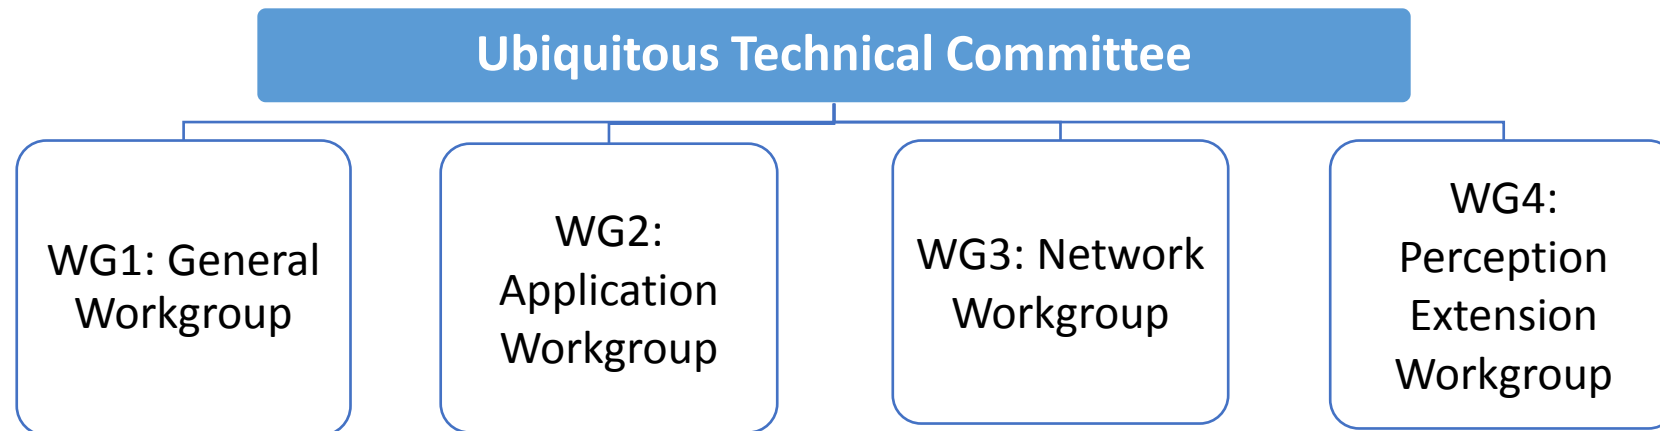 Ubiquitous Technical Committee
WG1: General
Workgroup
WG2:
Application
Workgroup
WG3: Network
Workgroup
WG4:
Perception
Extension
Workgroup